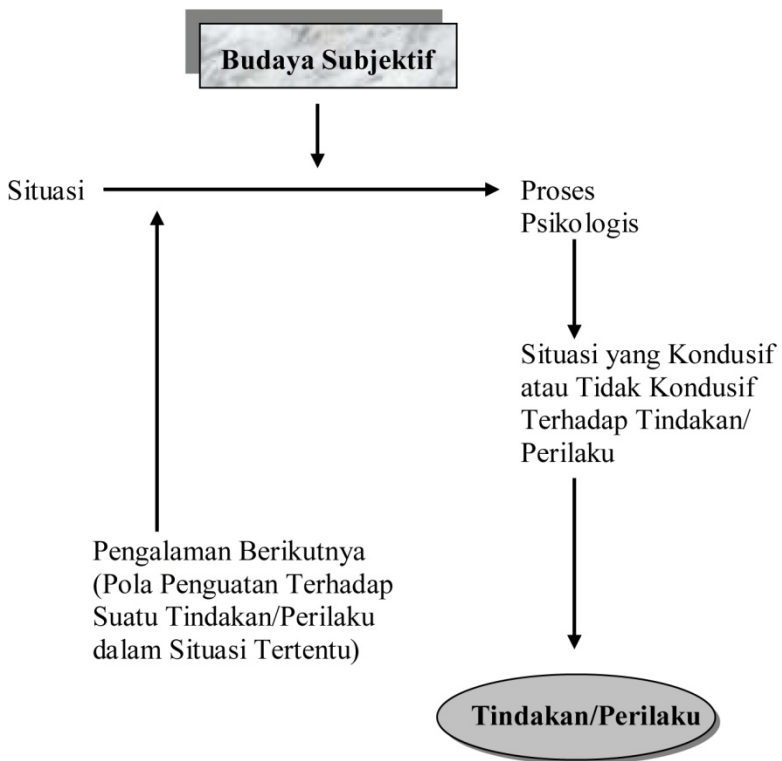 Budaya Subjektif
Situasi
Proses
Psikologis
Situasi yang Kondusif
atau Tidak Kondusif
Terhadap Tindakan/
Perilaku
Pengalaman Berikutnya
(Pola Penguatan Terhadap
Suatu Tindakan/Perilaku
dalam Situasi Tertentu)
Tindakan/Perilaku